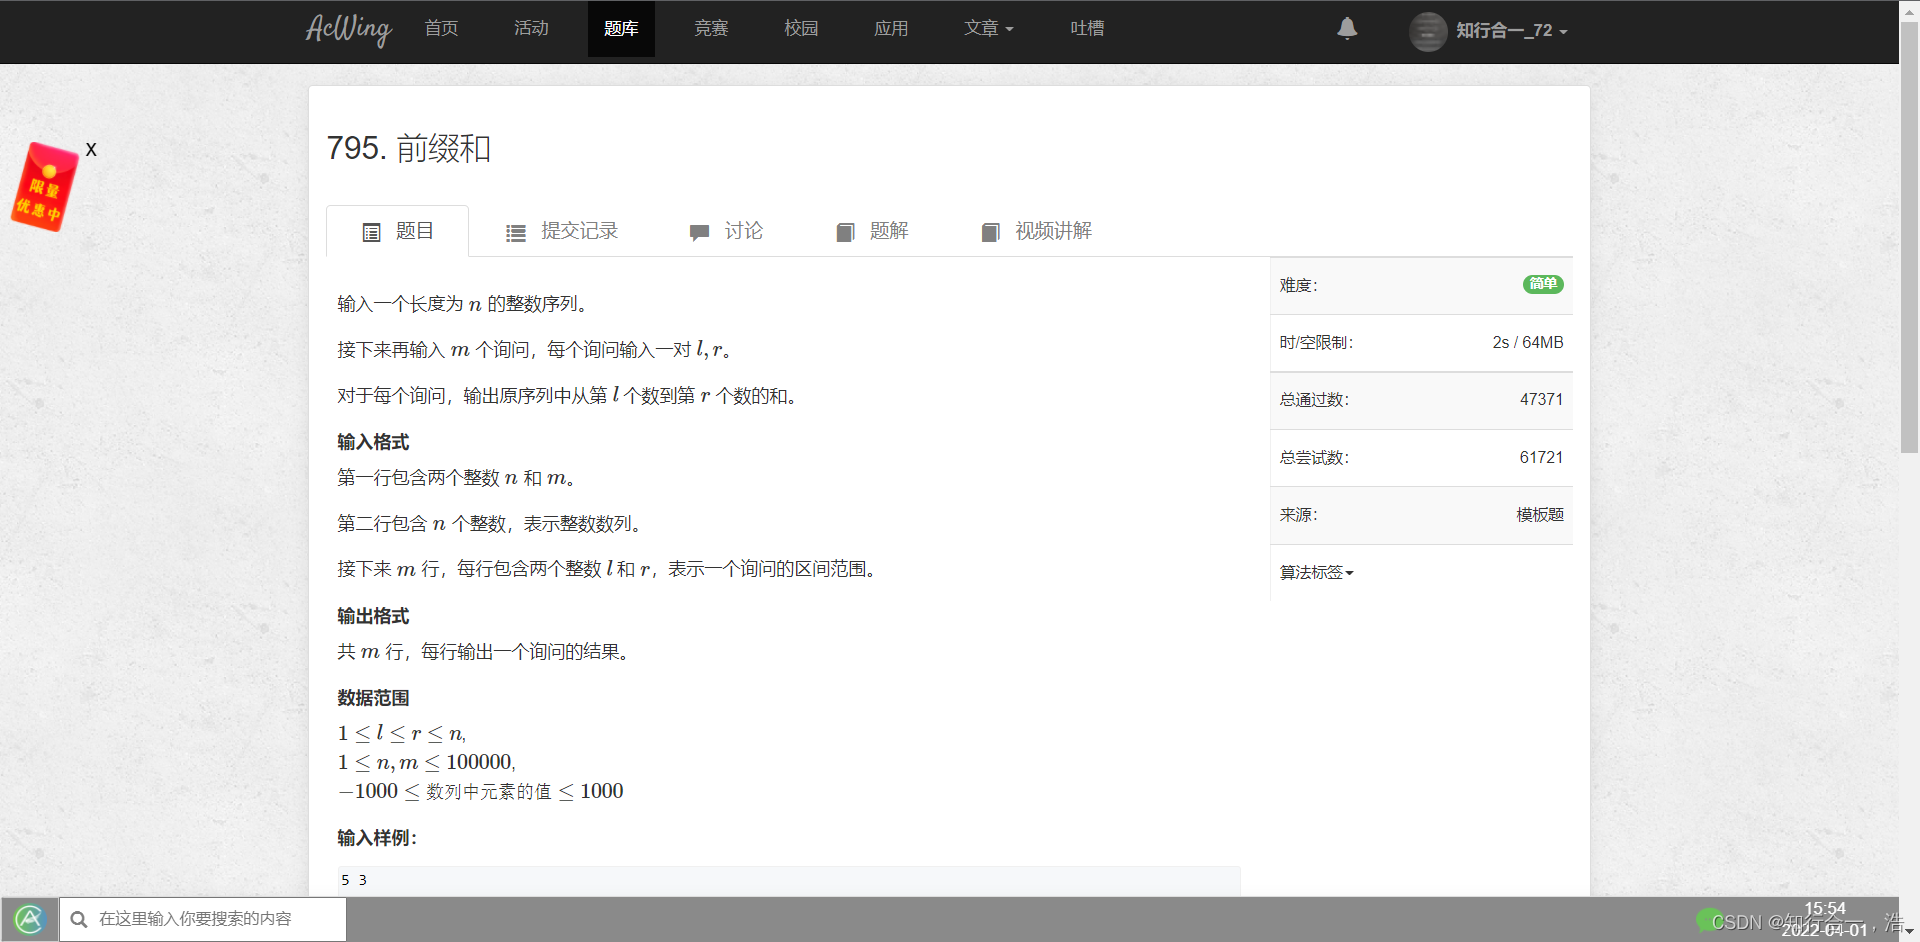 AcWing 首页 活动 题库 竞赛 校园 应用 文章 吐槽 知行合一_72
限量
优惠中
X
795. 前缀和
题目 提交记录 讨论 题解 视频讲解
输入一个长度为 n 的整数序列。
接下来再输入 m 个询问，每个询问输入一对 l,r。
对于每个询问，输出原序列中从第 l 个数到第 r 个数的和。
输入格式
第一行包含两个整数 n 和 m。
第二行包含 n 个整数，表示整数数列。
接下来 m 行，每行包含两个整数 l 和 r，表示一个询问的区间范围。
输出格式
共 m 行，每行输出一个询问的结果。
数据范围
1 ≤ l ≤ r ≤ n,
1 ≤ n,m ≤ 100000,
−1000 ≤ 数列中元素的值 ≤ 1000
输入样例：
5 3
难度： 简单
时/空限制： 2s / 64MB
总通过数： 47371
总尝试数： 61721
来源： 模板题
算法标签
在这里输入你要搜索的内容
15:54
2022-04-01
CSDN @知行合一，浩